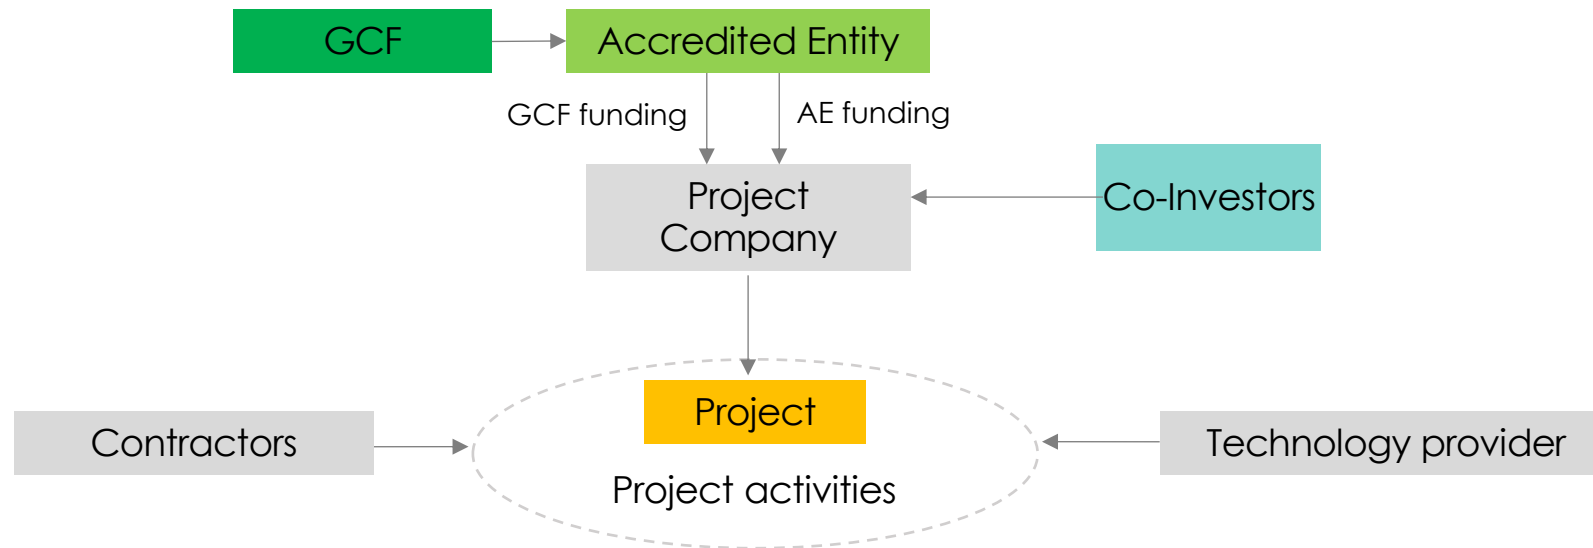 GCF
Accredited Entity
GCF funding
AE funding
Project
Company
Co-Investors
Project
Contractors
Technology provider
Project activities